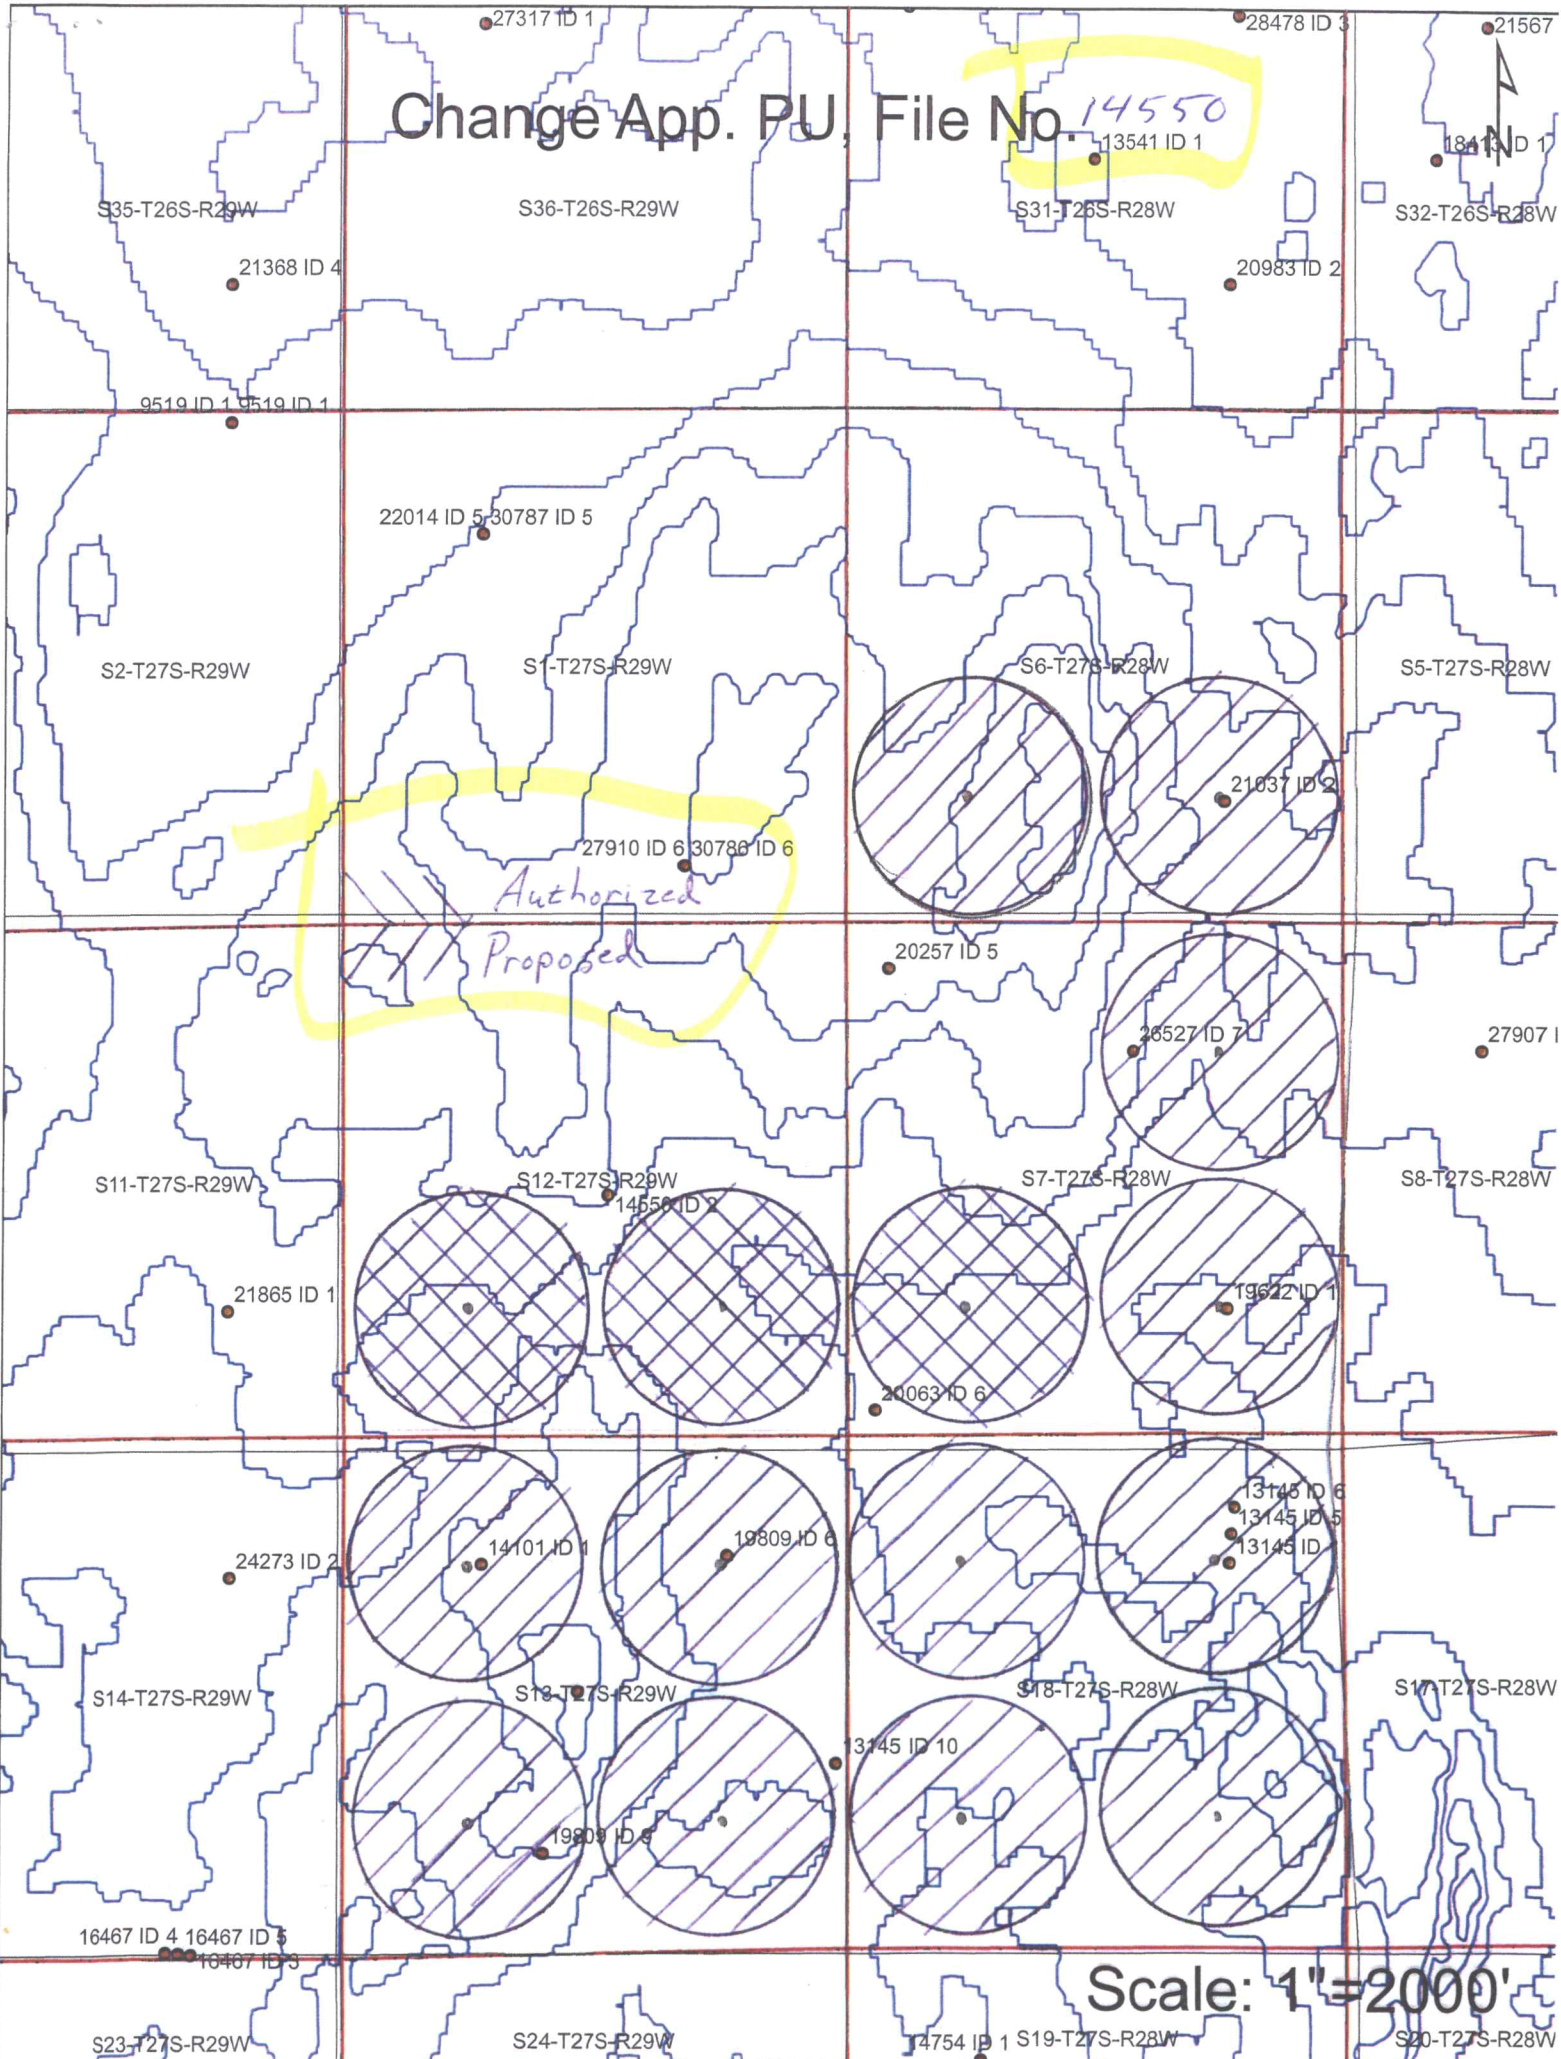 27317 ID 1
28478 ID 3
21567
Change App. PU, File No. 14550
13541 ID 1
18413 ID 1
N
S35-T26S-R29W
S36-T26S-R29W
S31-T26S-R28W
S32-T26S-R28W
21368 ID 4
20983 ID 2
9519 ID 1 9519 ID 1
22014 ID 5 30787 ID 5
S2-T27S-R29W
S1-T27S-R29W
S6-T27S-R28W
S5-T27S-R28W
21037 ID 2
27910 ID 6 30786 ID 6
Authorized
Proposed
20257 ID 5
26527 ID 7
27907 I
S11-T27S-R29W
S12-T27S-R29W
S7-T27S-R28W
S8-T27S-R28W
14550 ID 2
21865 ID 1
19622 ID 1
20063 ID 6
13145 ID 6
13145 ID 5
13145 ID
24273 ID 2
14101 ID 1
19809 ID 6
S14-T27S-R29W
S13-T27S-R29W
S18-T27S-R28W
S17-T27S-R28W
13145 ID 10
19809 ID 9
16467 ID 4 16467 ID 5
16467 ID 3
Scale: 1"=2000'
S23-T27S-R29W
S24-T27S-R29W
14754 ID 1
S19-T27S-R28W
S20-T27S-R28W